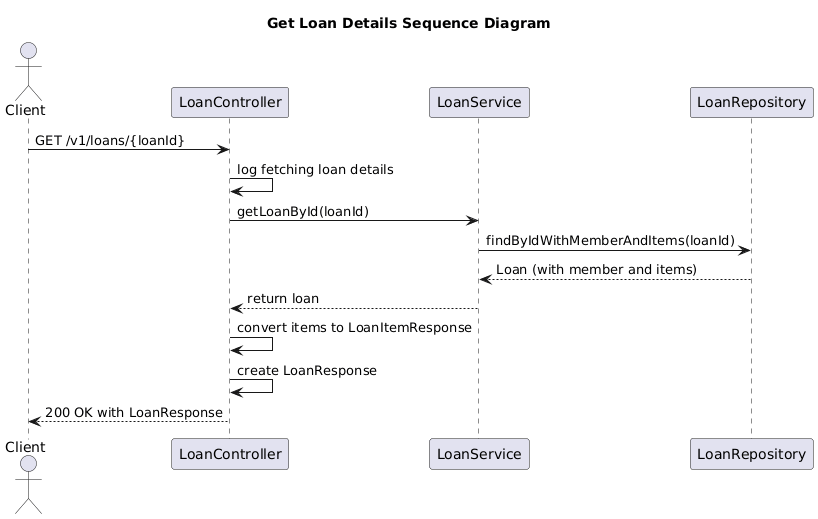 Get Loan Details Sequence Diagram
Client
LoanController
LoanService
LoanRepository
GET /v1/loans/{loanId}
log fetching loan details
getLoanById(loanId)
findByIdWithMemberAndItems(loanId)
Loan (with member and items)
return loan
convert items to LoanItemResponse
create LoanResponse
200 OK with LoanResponse
Client
LoanController
LoanService
LoanRepository